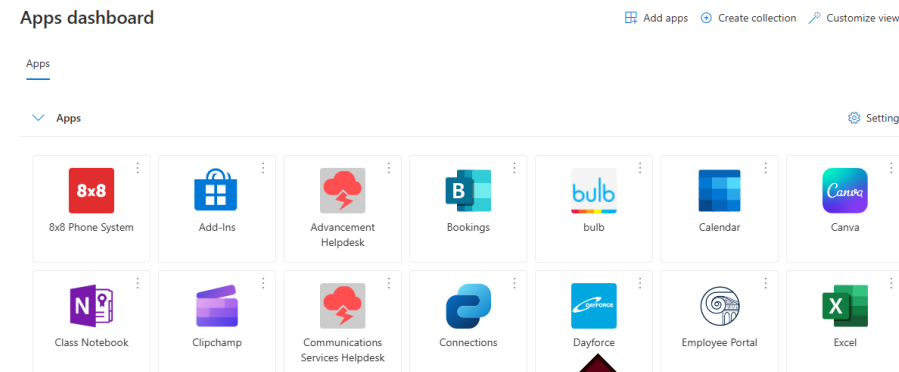 Apps dashboard
Add apps
Create collection
Customize view
Apps
Apps
Setting
8x8
8x8 Phone System
Add-Ins
Advancement
Helpdesk
B
Bookings
bulb
bulb
Calendar
Canva
Canva
N
Class Notebook
Clipchamp
Communications
Services Helpdesk
Connections
DAYFORCE
Dayforce
Employee Portal
X
Excel